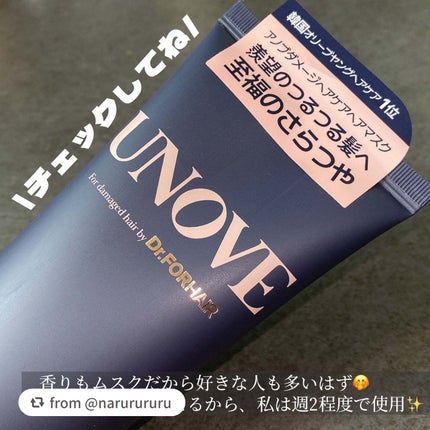 \チェックしてね/
韓国オリーブヤングヘアケア1位
アノブダメージヘアケアヘアマスク
羨望のつるつる髪へ
至福のさらつや
UNOVE
For damaged hair by Dr.FORHAIR
香りもムスクだから好きな人も多いはず🤭
from @narurururu
るから、私は週2程度で使用✨